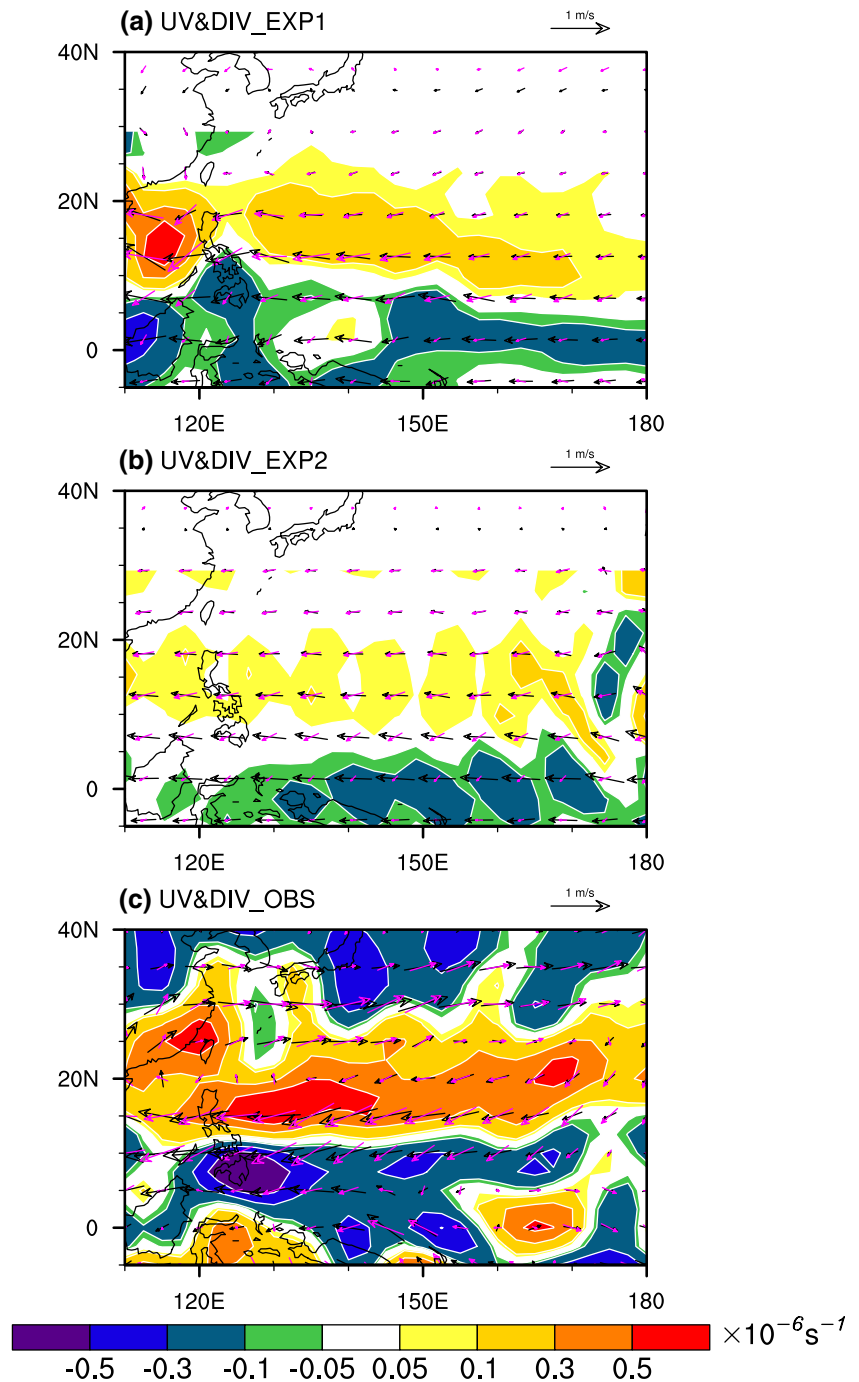 (a) UV&DIV_EXP1
1 m/s
40N
20N
0
120E 150E 180
(b) UV&DIV_EXP2
1 m/s
40N
20N
0
120E 150E 180
(c) UV&DIV_OBS
1 m/s
40N
20N
0
120E 150E 180
×10⁻⁶s⁻¹
-0.5 -0.3 -0.1 -0.05 0.05 0.1 0.3 0.5